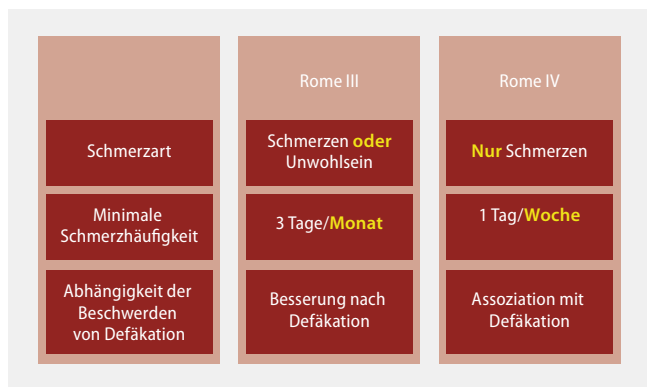 Rome III
Rome IV
Schmerzart
Schmerzen oder
Unwohlsein
Nur Schmerzen
Minimale
Schmerzhäufigkeit
3 Tage/Monat
1 Tag/Woche
Abhängigkeit der
Beschwerden
von Defäkation
Besserung nach
Defäkation
Assoziation mit
Defäkation